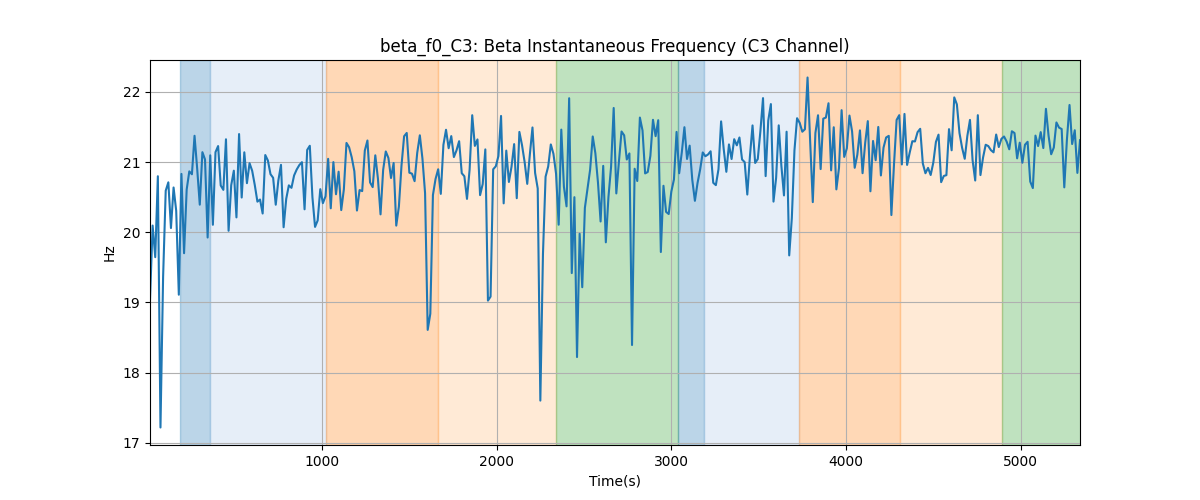 beta_f0_C3: Beta Instantaneous Frequency (C3 Channel)
22
21
20
19
18
17
Hz
1000 2000 3000 4000 5000
Time(s)